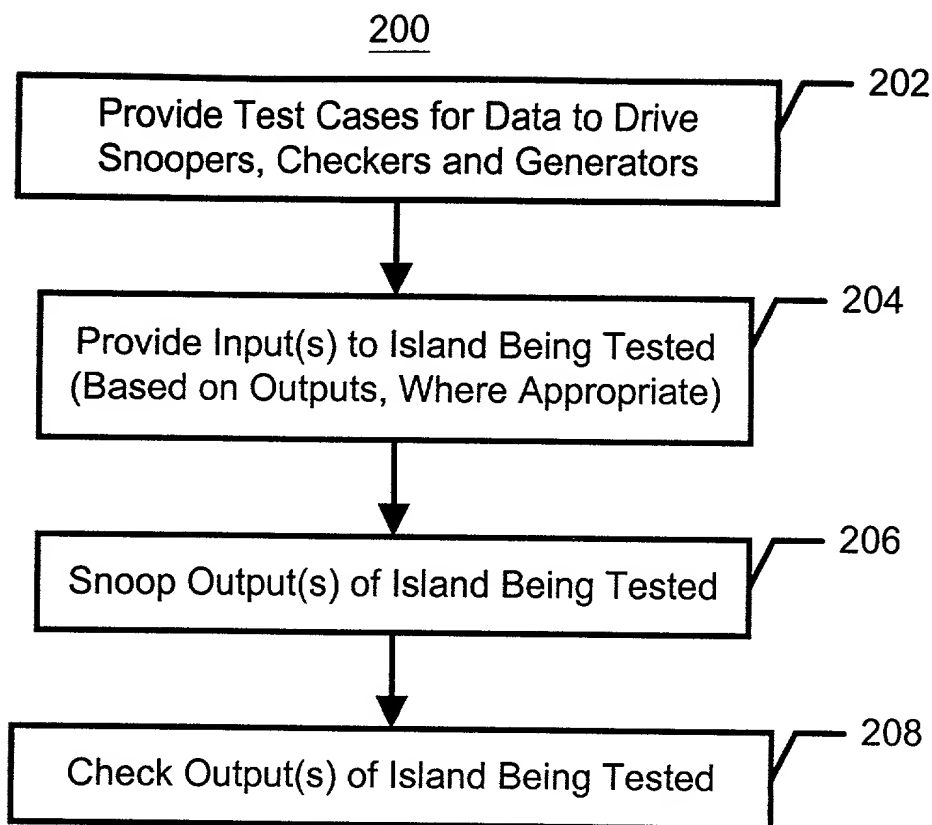 200
202
Provide Test Cases for Data to Drive
Snoopers, Checkers and Generators
204
Provide Input(s) to Island Being Tested
(Based on Outputs, Where Appropriate)
206
Snoop Output(s) of Island Being Tested
208
Check Output(s) of Island Being Tested